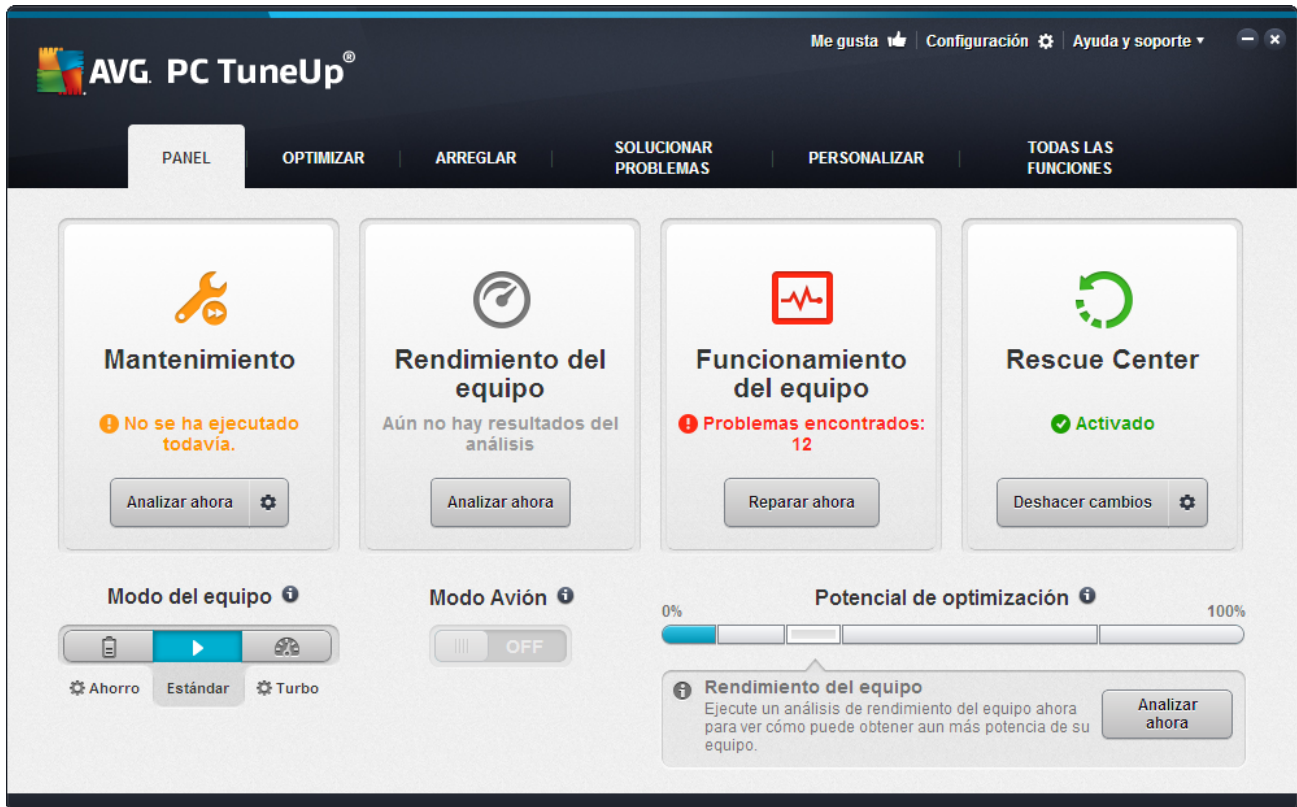 Me gusta Configuración Ayuda y soporte
AVG. PC TuneUp®
PANEL OPTIMIZAR ARREGLAR SOLUCIONAR PROBLEMAS PERSONALIZAR TODAS LAS FUNCIONES
Mantenimiento
No se ha ejecutado
todavía.
Analizar ahora
Rendimiento del
equipo
Aún no hay resultados del
análisis
Analizar ahora
Funcionamiento
del equipo
Problemas encontrados:
12
Reparar ahora
Rescue Center
Activado
Deshacer cambios
Modo del equipo
Ahorro Estándar Turbo
Modo Avión
OFF
Potencial de optimización
0% 100%
Rendimiento del equipo
Ejecute un análisis de rendimiento del equipo ahora
para ver cómo puede obtener aun más potencia de su
equipo.
Analizar
ahora